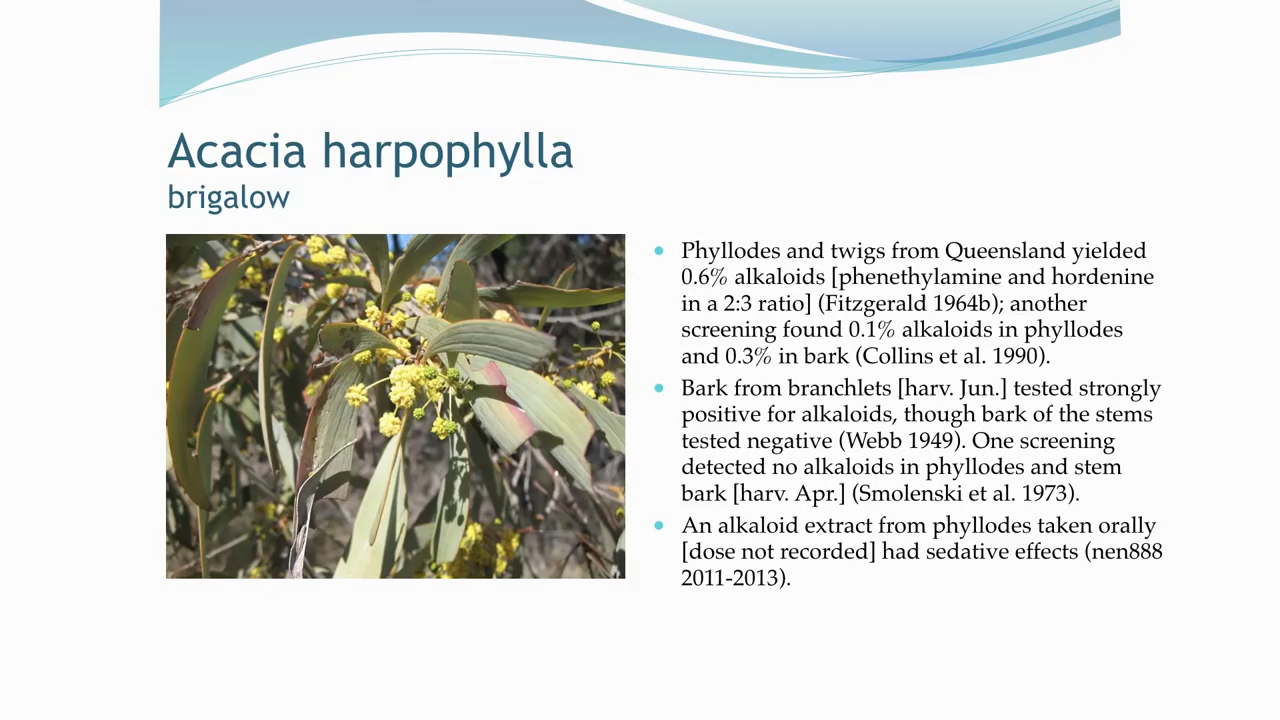 Acacia harpophylla
brigalow
Phyllodes and twigs from Queensland yielded
0.6% alkaloids [phenethylamine and hordenine
in a 2:3 ratio] (Fitzgerald 1964b); another
screening found 0.1% alkaloids in phyllodes
and 0.3% in bark (Collins et al. 1990).
Bark from branchlets [harv. Jun.] tested strongly
positive for alkaloids, though bark of the stems
tested negative (Webb 1949). One screening
detected no alkaloids in phyllodes and stem
bark [harv. Apr.] (Smolenski et al. 1973).
An alkaloid extract from phyllodes taken orally
[dose not recorded] had sedative effects (nen888
2011-2013).